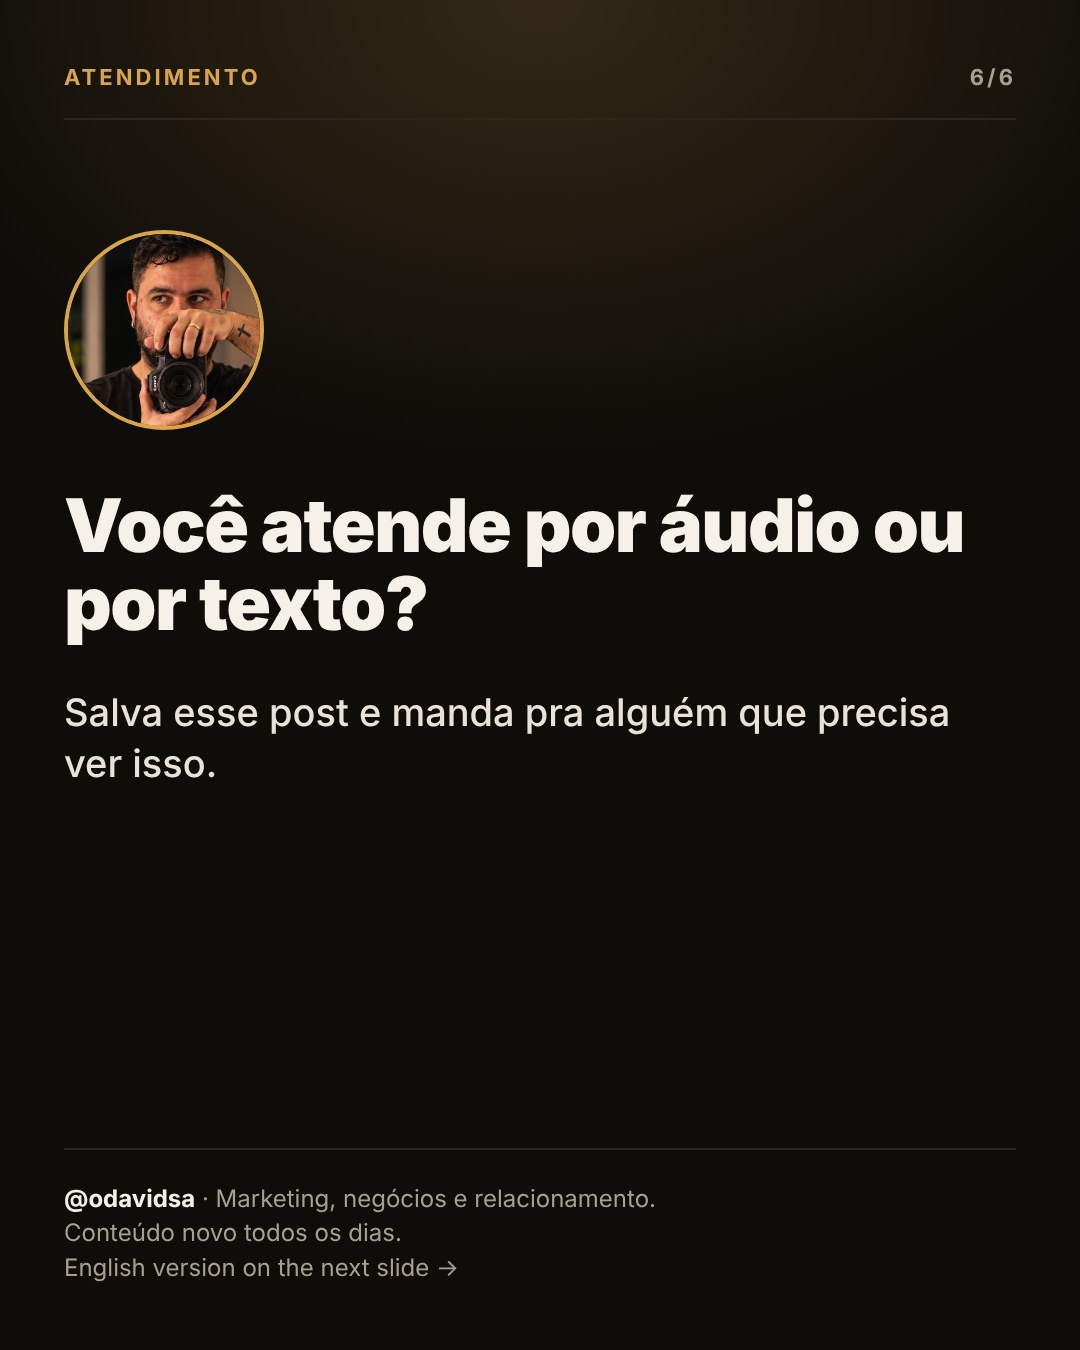 ATENDIMENTO
6/6
Você atende por áudio ou
por texto?
Salva esse post e manda pra alguém que precisa
ver isso.
@odavidsa · Marketing, negócios e relacionamento.
Conteúdo novo todos os dias.
English version on the next slide →